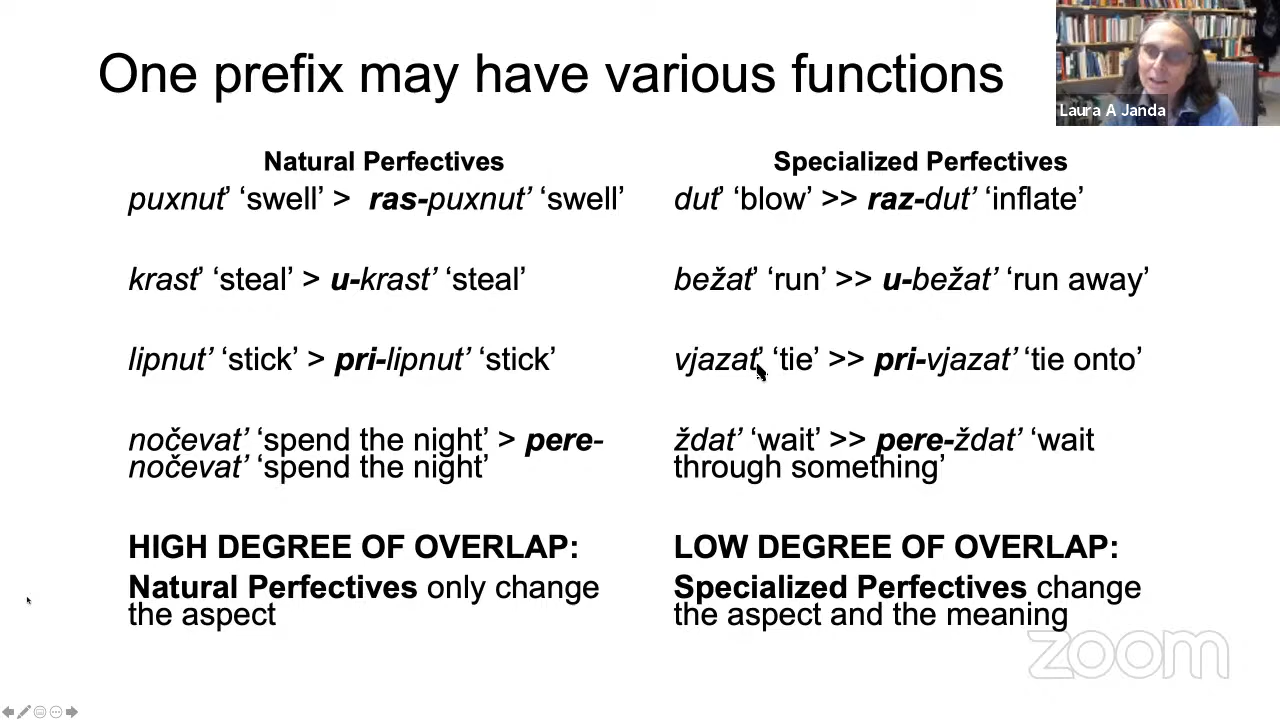 One prefix may have various functions
Laura A Janda
Natural Perfectives
puxnut’ ‘swell’ > ras-puxnut’ ‘swell’
krast’ ‘steal’ > u-krast’ ‘steal’
lipnut’ ‘stick’ > pri-lipnut’ ‘stick’
nočevat’ ‘spend the night’ > pere-
nočevat’ ‘spend the night’
HIGH DEGREE OF OVERLAP:
Natural Perfectives only change
the aspect
Specialized Perfectives
dut’ ‘blow’ >> raz-dut’ ‘inflate’
bežat’ ‘run’ >> u-bežat’ ‘run away’
vjazat’ ‘tie’ >> pri-vjazat’ ‘tie onto’
ždat’ ‘wait’ >> pere-ždat’ ‘wait
through something’
LOW DEGREE OF OVERLAP:
Specialized Perfectives change
the aspect and the meaning
zoom